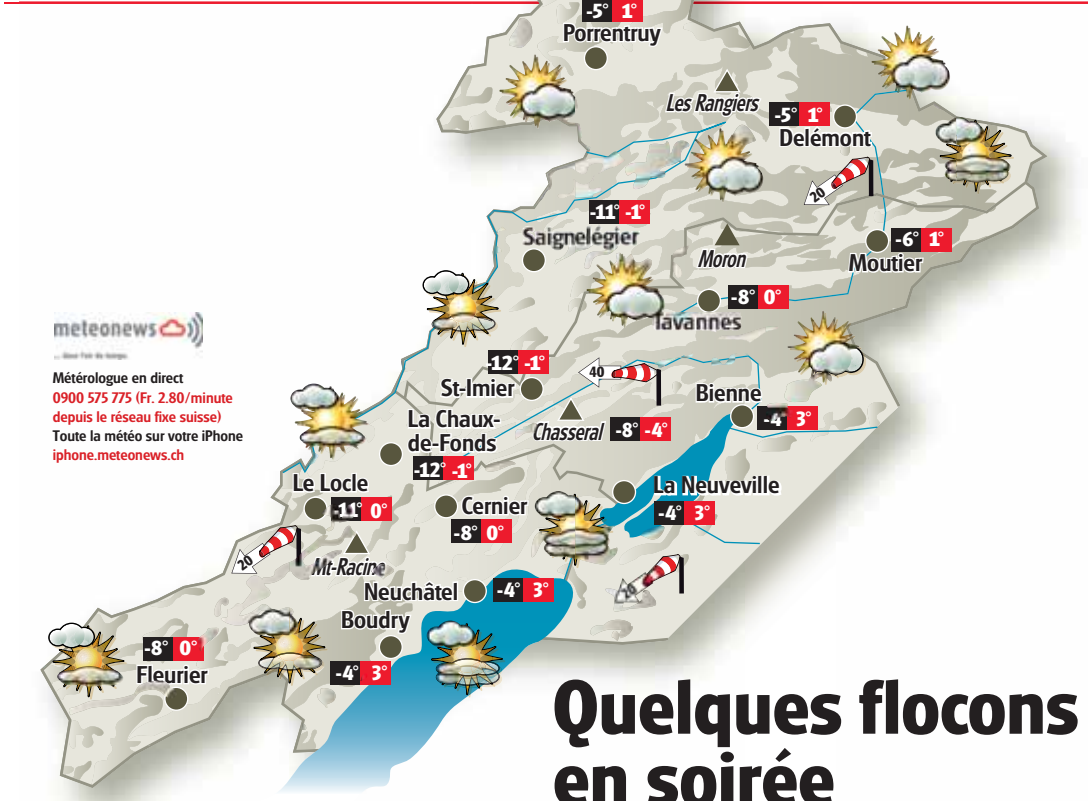 -5° 1°
Porrentruy
Les Rangiers
-5° 1°
Delémont
20
-11° -1°
Saignelégier
-6° 1°
Moutier
Moron
-8° 0°
Tavannes
meteonews
Météorologue en direct
0900 575 775 (Fr. 2.80/minute
depuis le réseau fixe suisse)
Toute la météo sur votre iPhone
iphone.meteonews.ch
-12° -1°
St-Imier
40
Bienne
-4° 3°
Chasseral -8° -4°
La Chaux-
de-Fonds
-12° -1°
Le Locle
-11° 0°
Cernier
-8° 0°
La Neuveville
-4° 3°
20
Mt-Racine
Neuchâtel -4° 3°
20
Boudry
-4° 3°
-8° 0°
Fleurier
Quelques flocons
en soirée